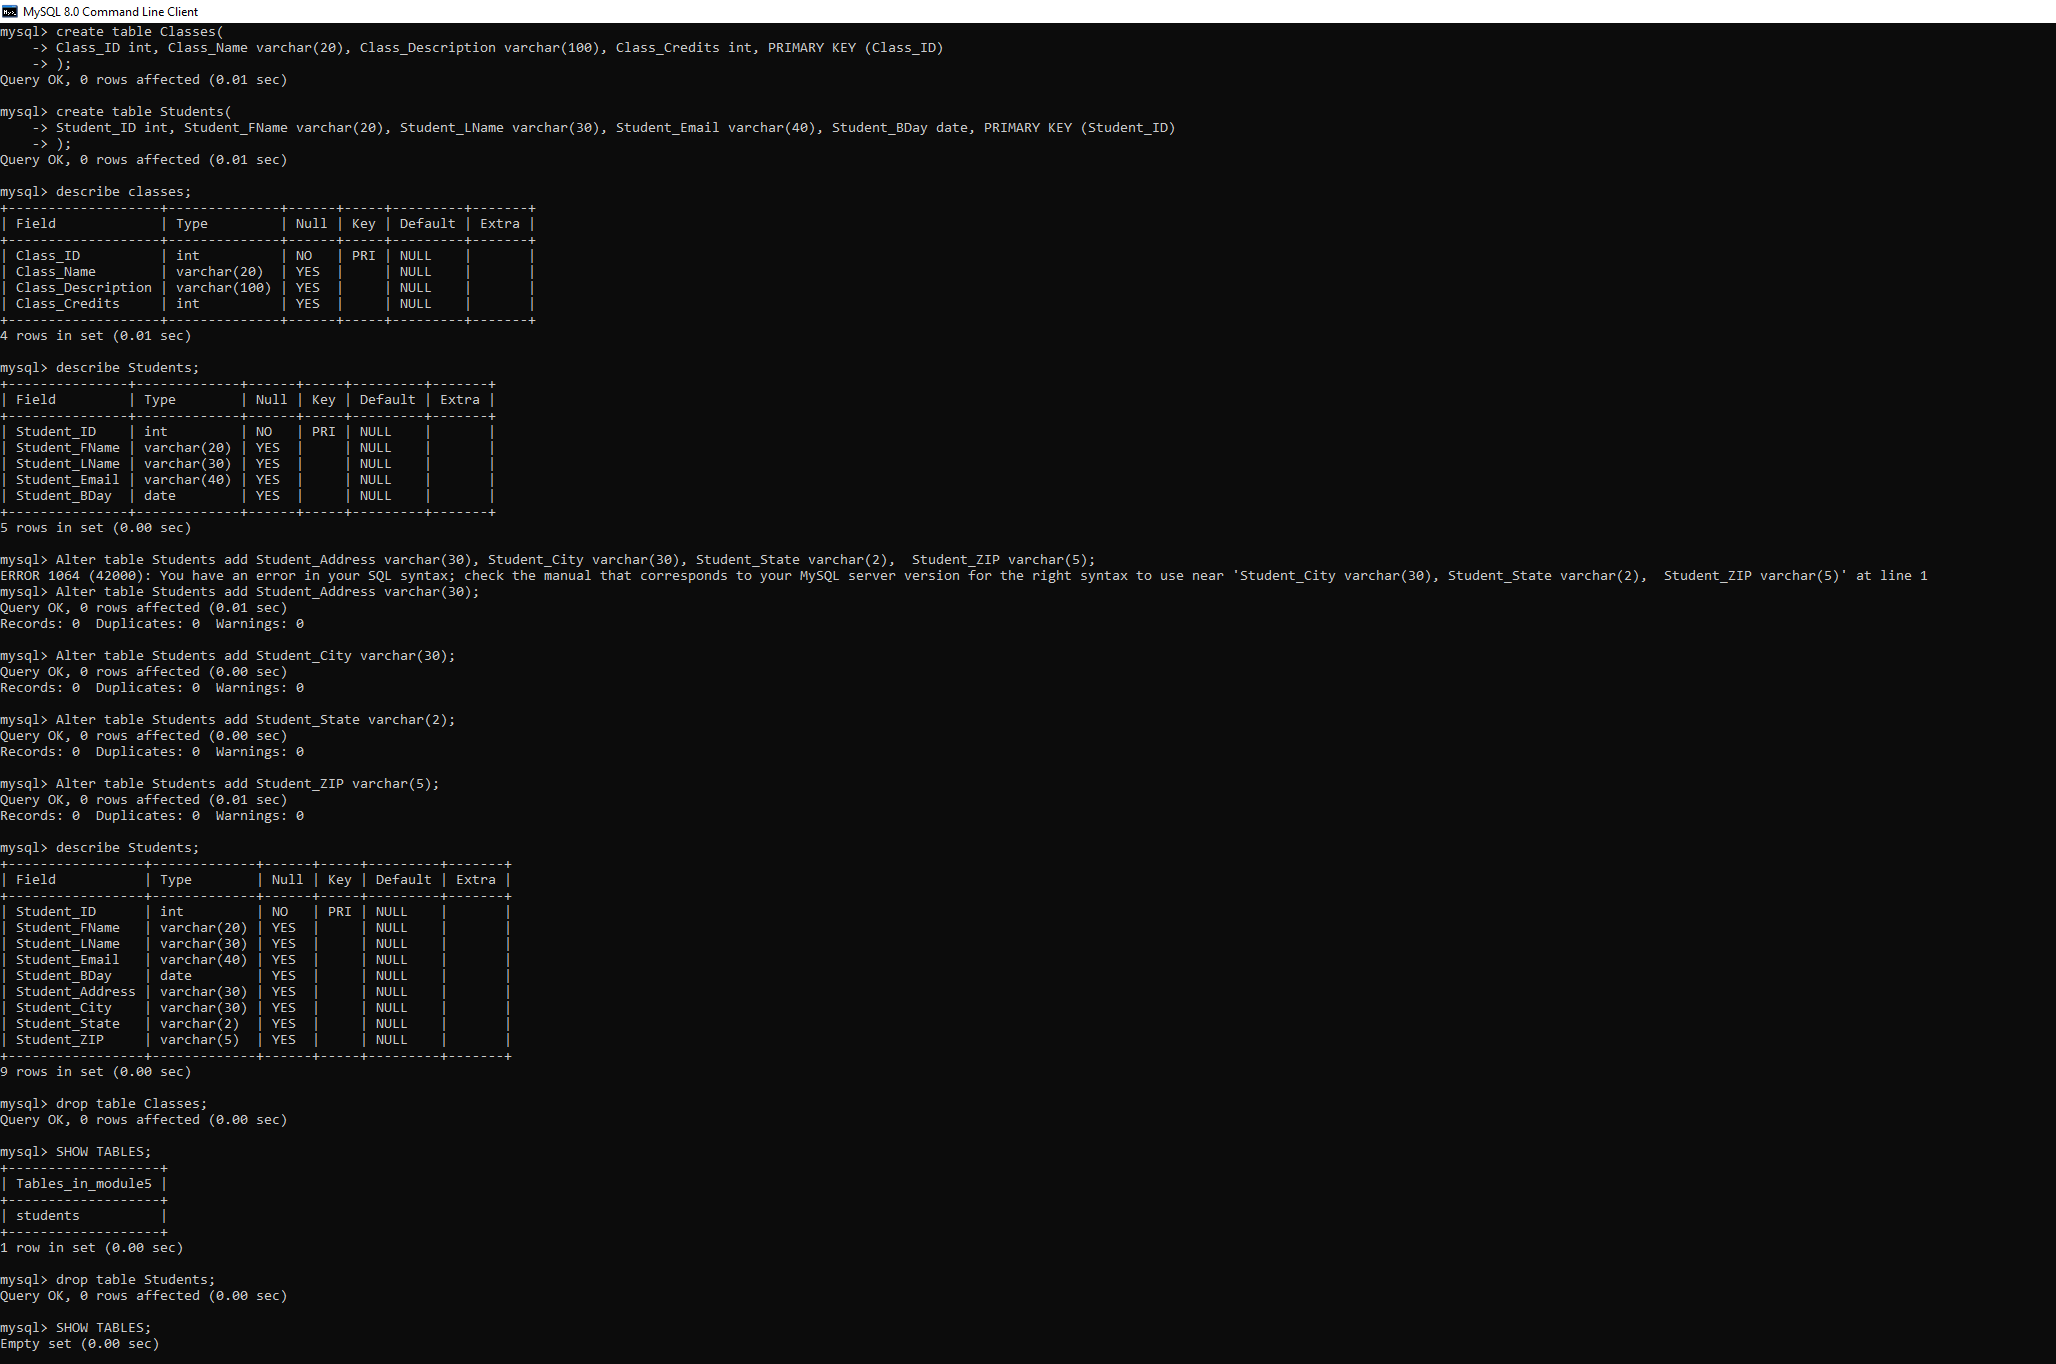 MySQL 8.0 Command Line Client
mysql> create table Classes(
    -> Class_ID int, Class_Name varchar(20), Class_Description varchar(100), Class_Credits int, PRIMARY KEY (Class_ID)
    -> );
Query OK, 0 rows affected (0.01 sec)

mysql> create table Students(
    -> Student_ID int, Student_FName varchar(20), Student_LName varchar(30), Student_Email varchar(40), Student_BDay date, PRIMARY KEY (Student_ID)
    -> );
Query OK, 0 rows affected (0.01 sec)

mysql> describe classes;
+-------------------+--------------+------+-----+---------+-------+
| Field             | Type         | Null | Key | Default | Extra |
+-------------------+--------------+------+-----+---------+-------+
| Class_ID          | int          | NO   | PRI | NULL    |       |
| Class_Name        | varchar(20)  | YES  |     | NULL    |       |
| Class_Description | varchar(100) | YES  |     | NULL    |       |
| Class_Credits     | int          | YES  |     | NULL    |       |
+-------------------+--------------+------+-----+---------+-------+
4 rows in set (0.01 sec)

mysql> describe Students;
+---------------+-------------+------+-----+---------+-------+
| Field         | Type        | Null | Key | Default | Extra |
+---------------+-------------+------+-----+---------+-------+
| Student_ID    | int         | NO   | PRI | NULL    |       |
| Student_FName | varchar(20) | YES  |     | NULL    |       |
| Student_LName | varchar(30) | YES  |     | NULL    |       |
| Student_Email | varchar(40) | YES  |     | NULL    |       |
| Student_BDay  | date        | YES  |     | NULL    |       |
+---------------+-------------+------+-----+---------+-------+
5 rows in set (0.00 sec)

mysql> Alter table Students add Student_Address varchar(30), Student_City varchar(30), Student_State varchar(2),  Student_ZIP varchar(5);
ERROR 1064 (42000): You have an error in your SQL syntax; check the manual that corresponds to your MySQL server version for the right syntax to use near 'Student_City varchar(30), Student_State varchar(2),  Student_ZIP varchar(5)' at line 1
mysql> Alter table Students add Student_Address varchar(30);
Query OK, 0 rows affected (0.01 sec)
Records: 0  Duplicates: 0  Warnings: 0

mysql> Alter table Students add Student_City varchar(30);
Query OK, 0 rows affected (0.00 sec)
Records: 0  Duplicates: 0  Warnings: 0

mysql> Alter table Students add Student_State varchar(2);
Query OK, 0 rows affected (0.00 sec)
Records: 0  Duplicates: 0  Warnings: 0

mysql> Alter table Students add Student_ZIP varchar(5);
Query OK, 0 rows affected (0.01 sec)
Records: 0  Duplicates: 0  Warnings: 0

mysql> describe Students;
+-----------------+-------------+------+-----+---------+-------+
| Field           | Type        | Null | Key | Default | Extra |
+-----------------+-------------+------+-----+---------+-------+
| Student_ID      | int         | NO   | PRI | NULL    |       |
| Student_FName   | varchar(20) | YES  |     | NULL    |       |
| Student_LName   | varchar(30) | YES  |     | NULL    |       |
| Student_Email   | varchar(40) | YES  |     | NULL    |       |
| Student_BDay    | date        | YES  |     | NULL    |       |
| Student_Address | varchar(30) | YES  |     | NULL    |       |
| Student_City    | varchar(30) | YES  |     | NULL    |       |
| Student_State   | varchar(2)  | YES  |     | NULL    |       |
| Student_ZIP     | varchar(5)  | YES  |     | NULL    |       |
+-----------------+-------------+------+-----+---------+-------+
9 rows in set (0.00 sec)

mysql> drop table Classes;
Query OK, 0 rows affected (0.00 sec)

mysql> SHOW TABLES;
+-------------------+
| Tables_in_module5 |
+-------------------+
| students          |
+-------------------+
1 row in set (0.00 sec)

mysql> drop table Students;
Query OK, 0 rows affected (0.00 sec)

mysql> SHOW TABLES;
Empty set (0.00 sec)